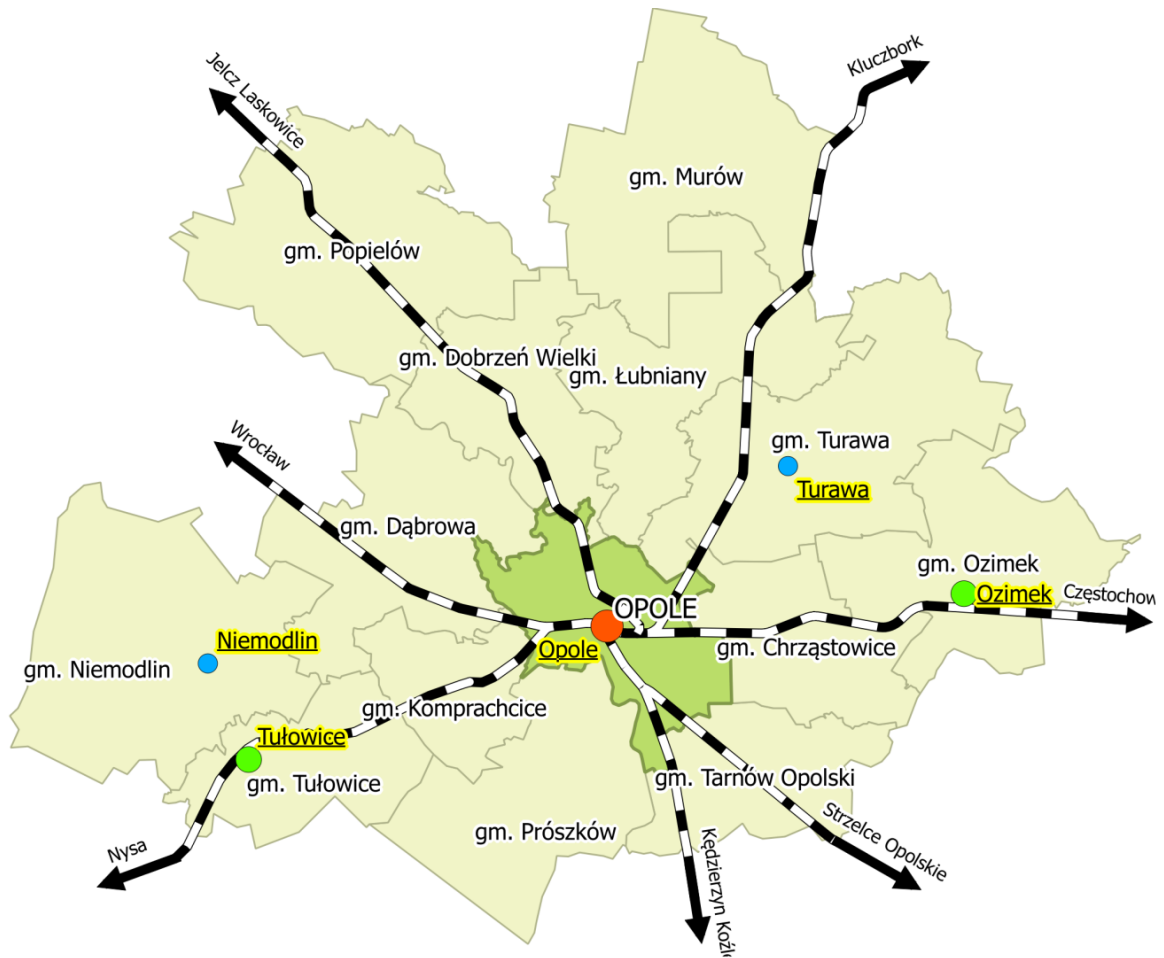 Kluczbork
Jelcz Laskowice
gm. Murów
gm. Popielów
gm. Dobrzeń Wielki
gm. Łubniany
Wrocław
gm. Turawa
Turawa
gm. Dąbrowa
gm. Ozimek
Ozimek
Częstochow
OPOLE
Opole
gm. Chrząstowice
Niemodlin
gm. Niemodlin
gm. Komprachcice
Tułowice
gm. Tułowice
gm. Tarnów Opolski
gm. Prószków
Strzelce Opolskie
Nysa
Kędzierzyn Koźle